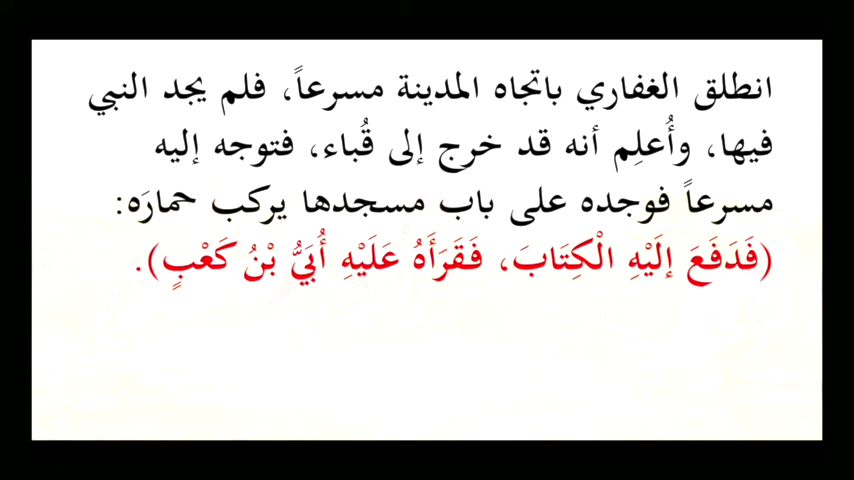 انطلق الغفاري باتجاه المدينة مسرعاً، فلم يجد النبي
فيها، وأُعلِم أنه قد خرج إلى قُباء، فتوجه إليه
مسرعاً فوجده على باب مسجدها يركب حمارَه:
(فَدَفَعَ إلَيْهِ الْكِتَابَ، فَقَرَأَهُ عَلَيْهِ أُبَيُّ بْنُ كَعْبٍ).